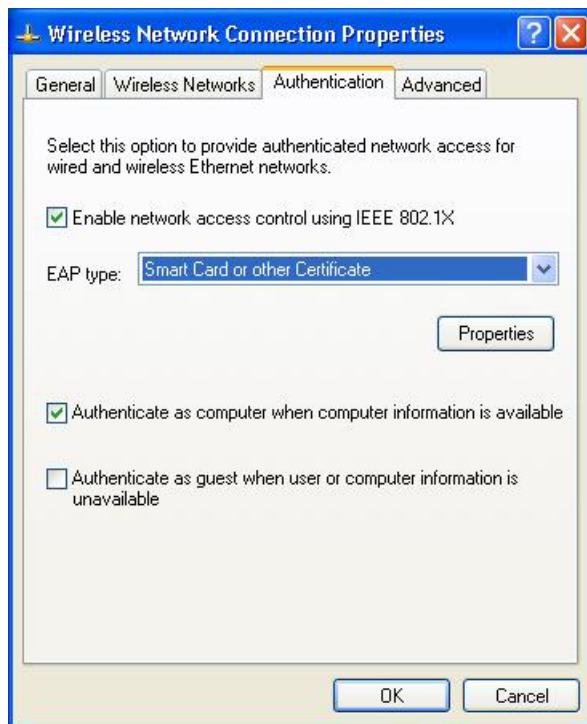 Wireless Network Connection Properties
General Wireless Networks Authentication Advanced
Select this option to provide authenticated network access for
wired and wireless Ethernet networks.
Enable network access control using IEEE 802.1X
EAP type: Smart Card or other Certificate
Properties
Authenticate as computer when computer information is available
Authenticate as guest when user or computer information is
unavailable
OK Cancel